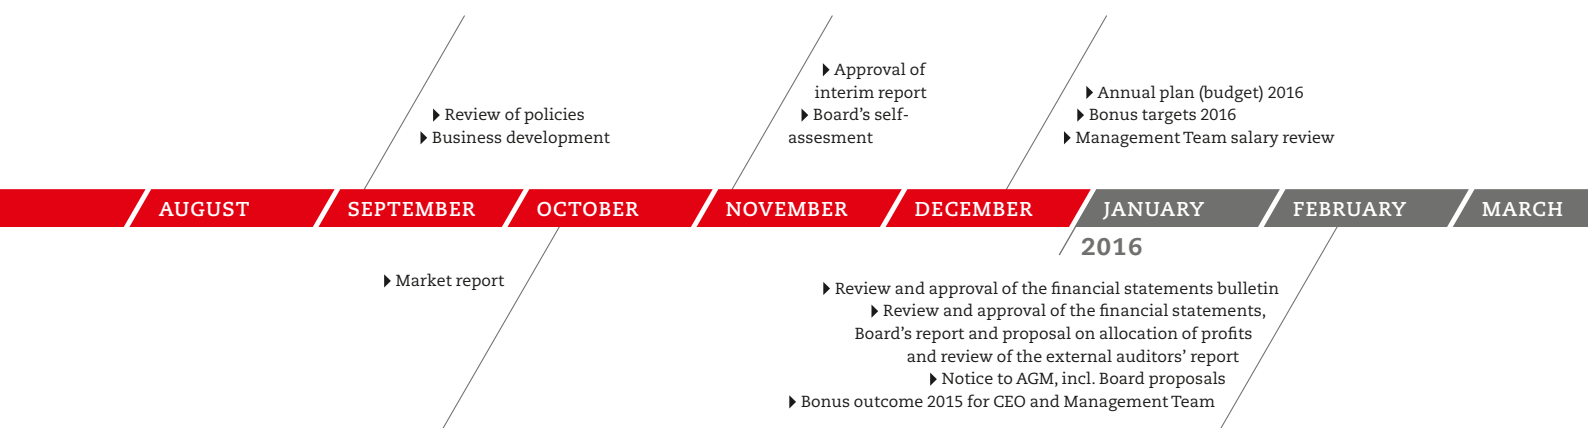 ▶ Approval of
interim report
▶ Board's self-
assesment
▶ Review of policies
▶ Business development
▶ Annual plan (budget) 2016
▶ Bonus targets 2016
▶ Management Team salary review
AUGUST
SEPTEMBER
OCTOBER
NOVEMBER
DECEMBER
JANUARY
FEBRUARY
MARCH
2016
▶ Market report
▶ Review and approval of the financial statements bulletin
▶ Review and approval of the financial statements,
Board's report and proposal on allocation of profits
and review of the external auditors' report
▶ Notice to AGM, incl. Board proposals
▶ Bonus outcome 2015 for CEO and Management Team